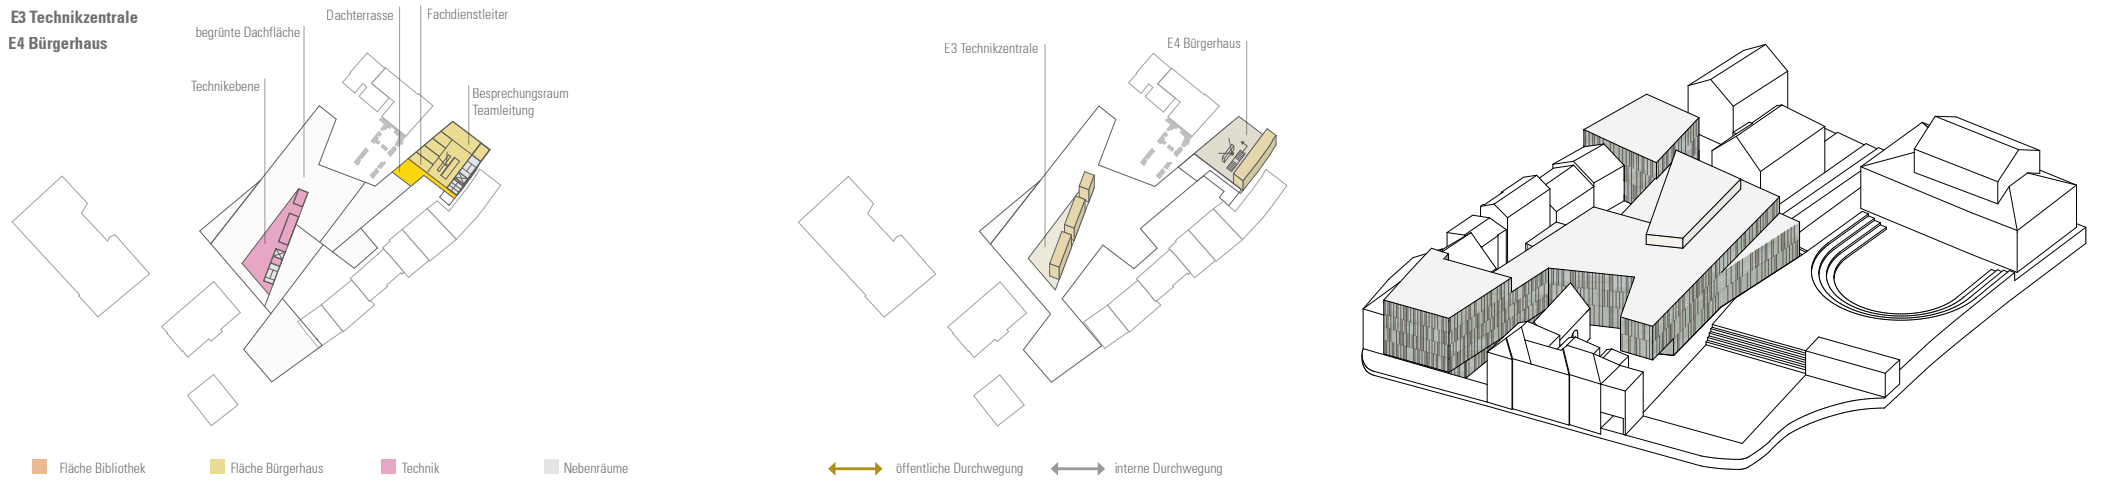 E3 Technikzentrale
E4 Bürgerhaus
begrünte Dachfläche
Dachterrasse
Fachdienstleiter
Technikebene
Besprechungsraum
Teamleitung
E3 Technikzentrale
E4 Bürgerhaus
Fläche Bibliothek
Fläche Bürgerhaus
Technik
Nebenräume
öffentliche Durchwegung
interne Durchwegung